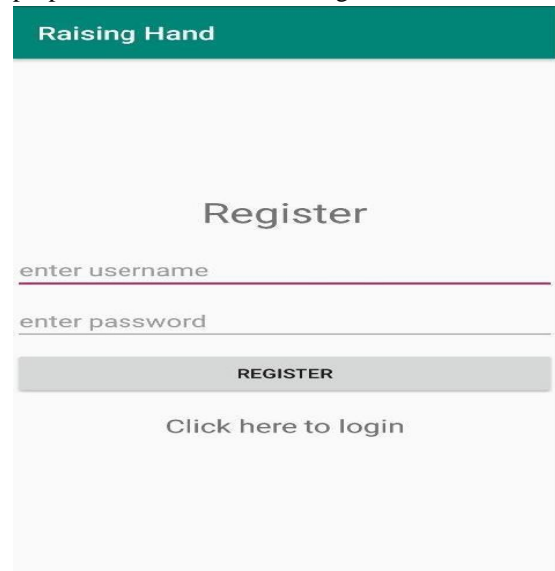 Raising Hand
Register
enter username
enter password
REGISTER
Click here to login